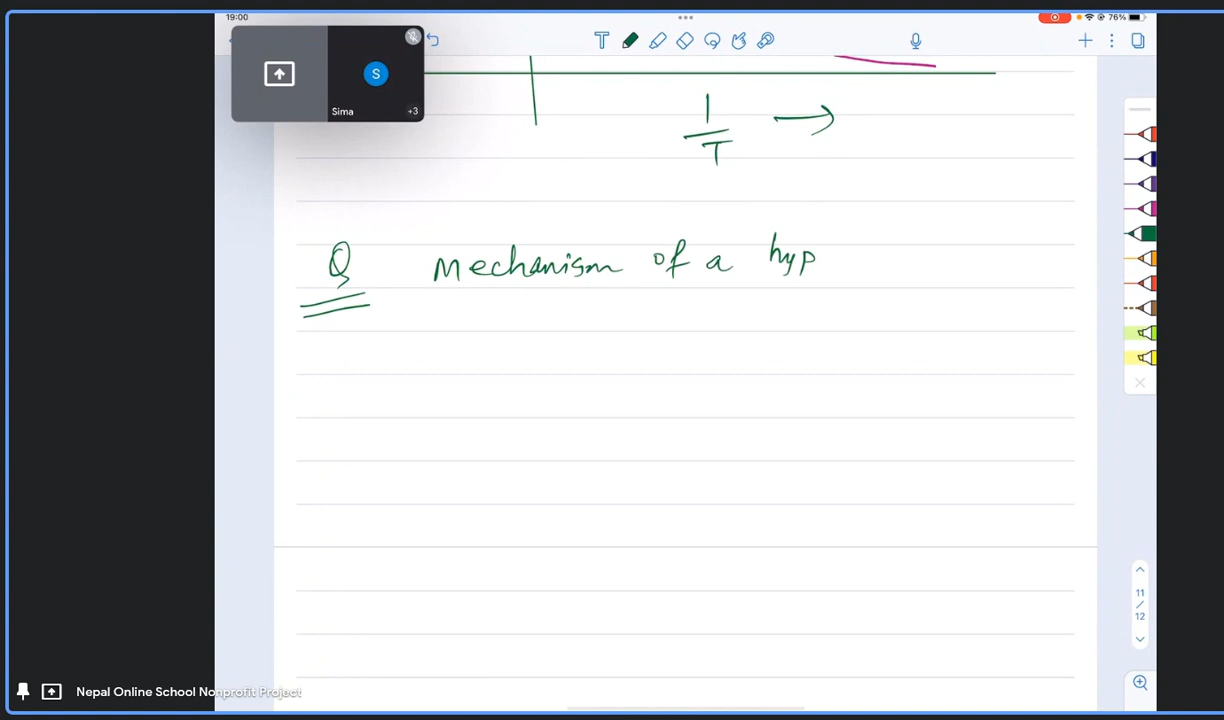 19:00
76%
S
Sima
+3
T
1
T
Q Mechanism of a hyp
11
/
12
Nepal Online School Nonprofit Project